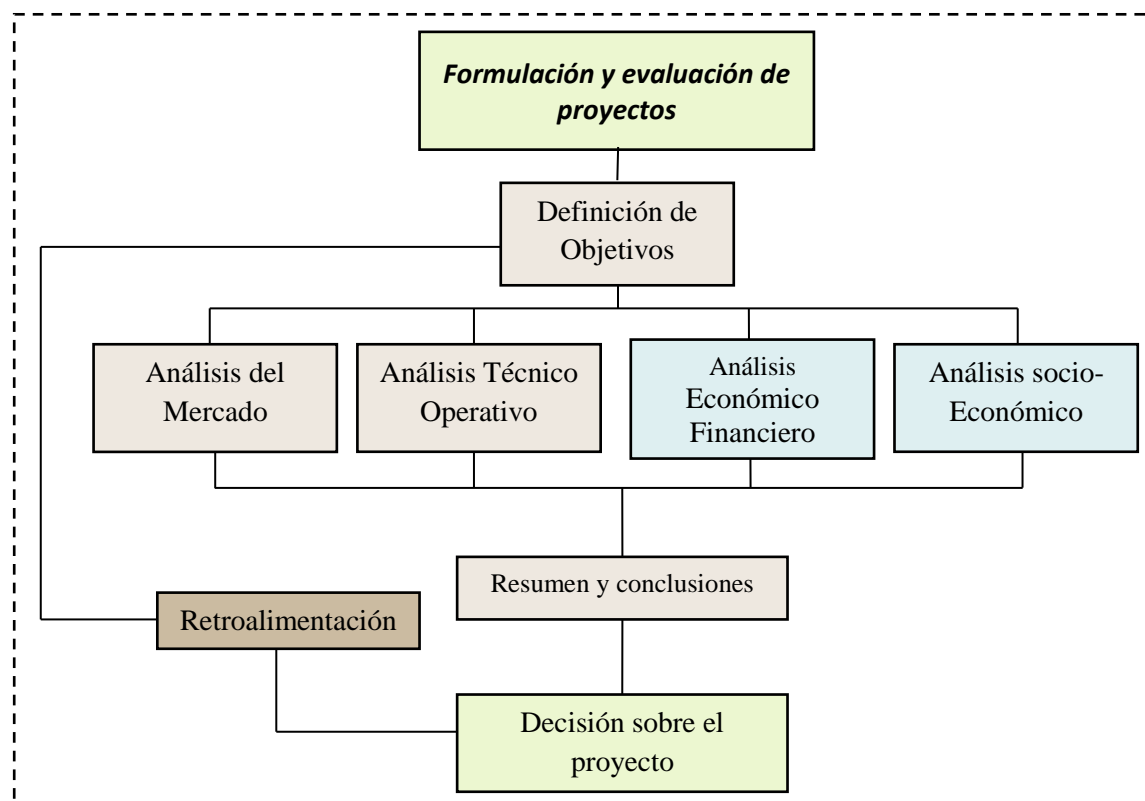 Formulación y evaluación de
proyectos
Definición de
Objetivos
Análisis del
Mercado
Análisis Técnico
Operativo
Análisis
Económico
Financiero
Análisis socio-
Económico
Resumen y conclusiones
Retroalimentación
Decisión sobre el
proyecto